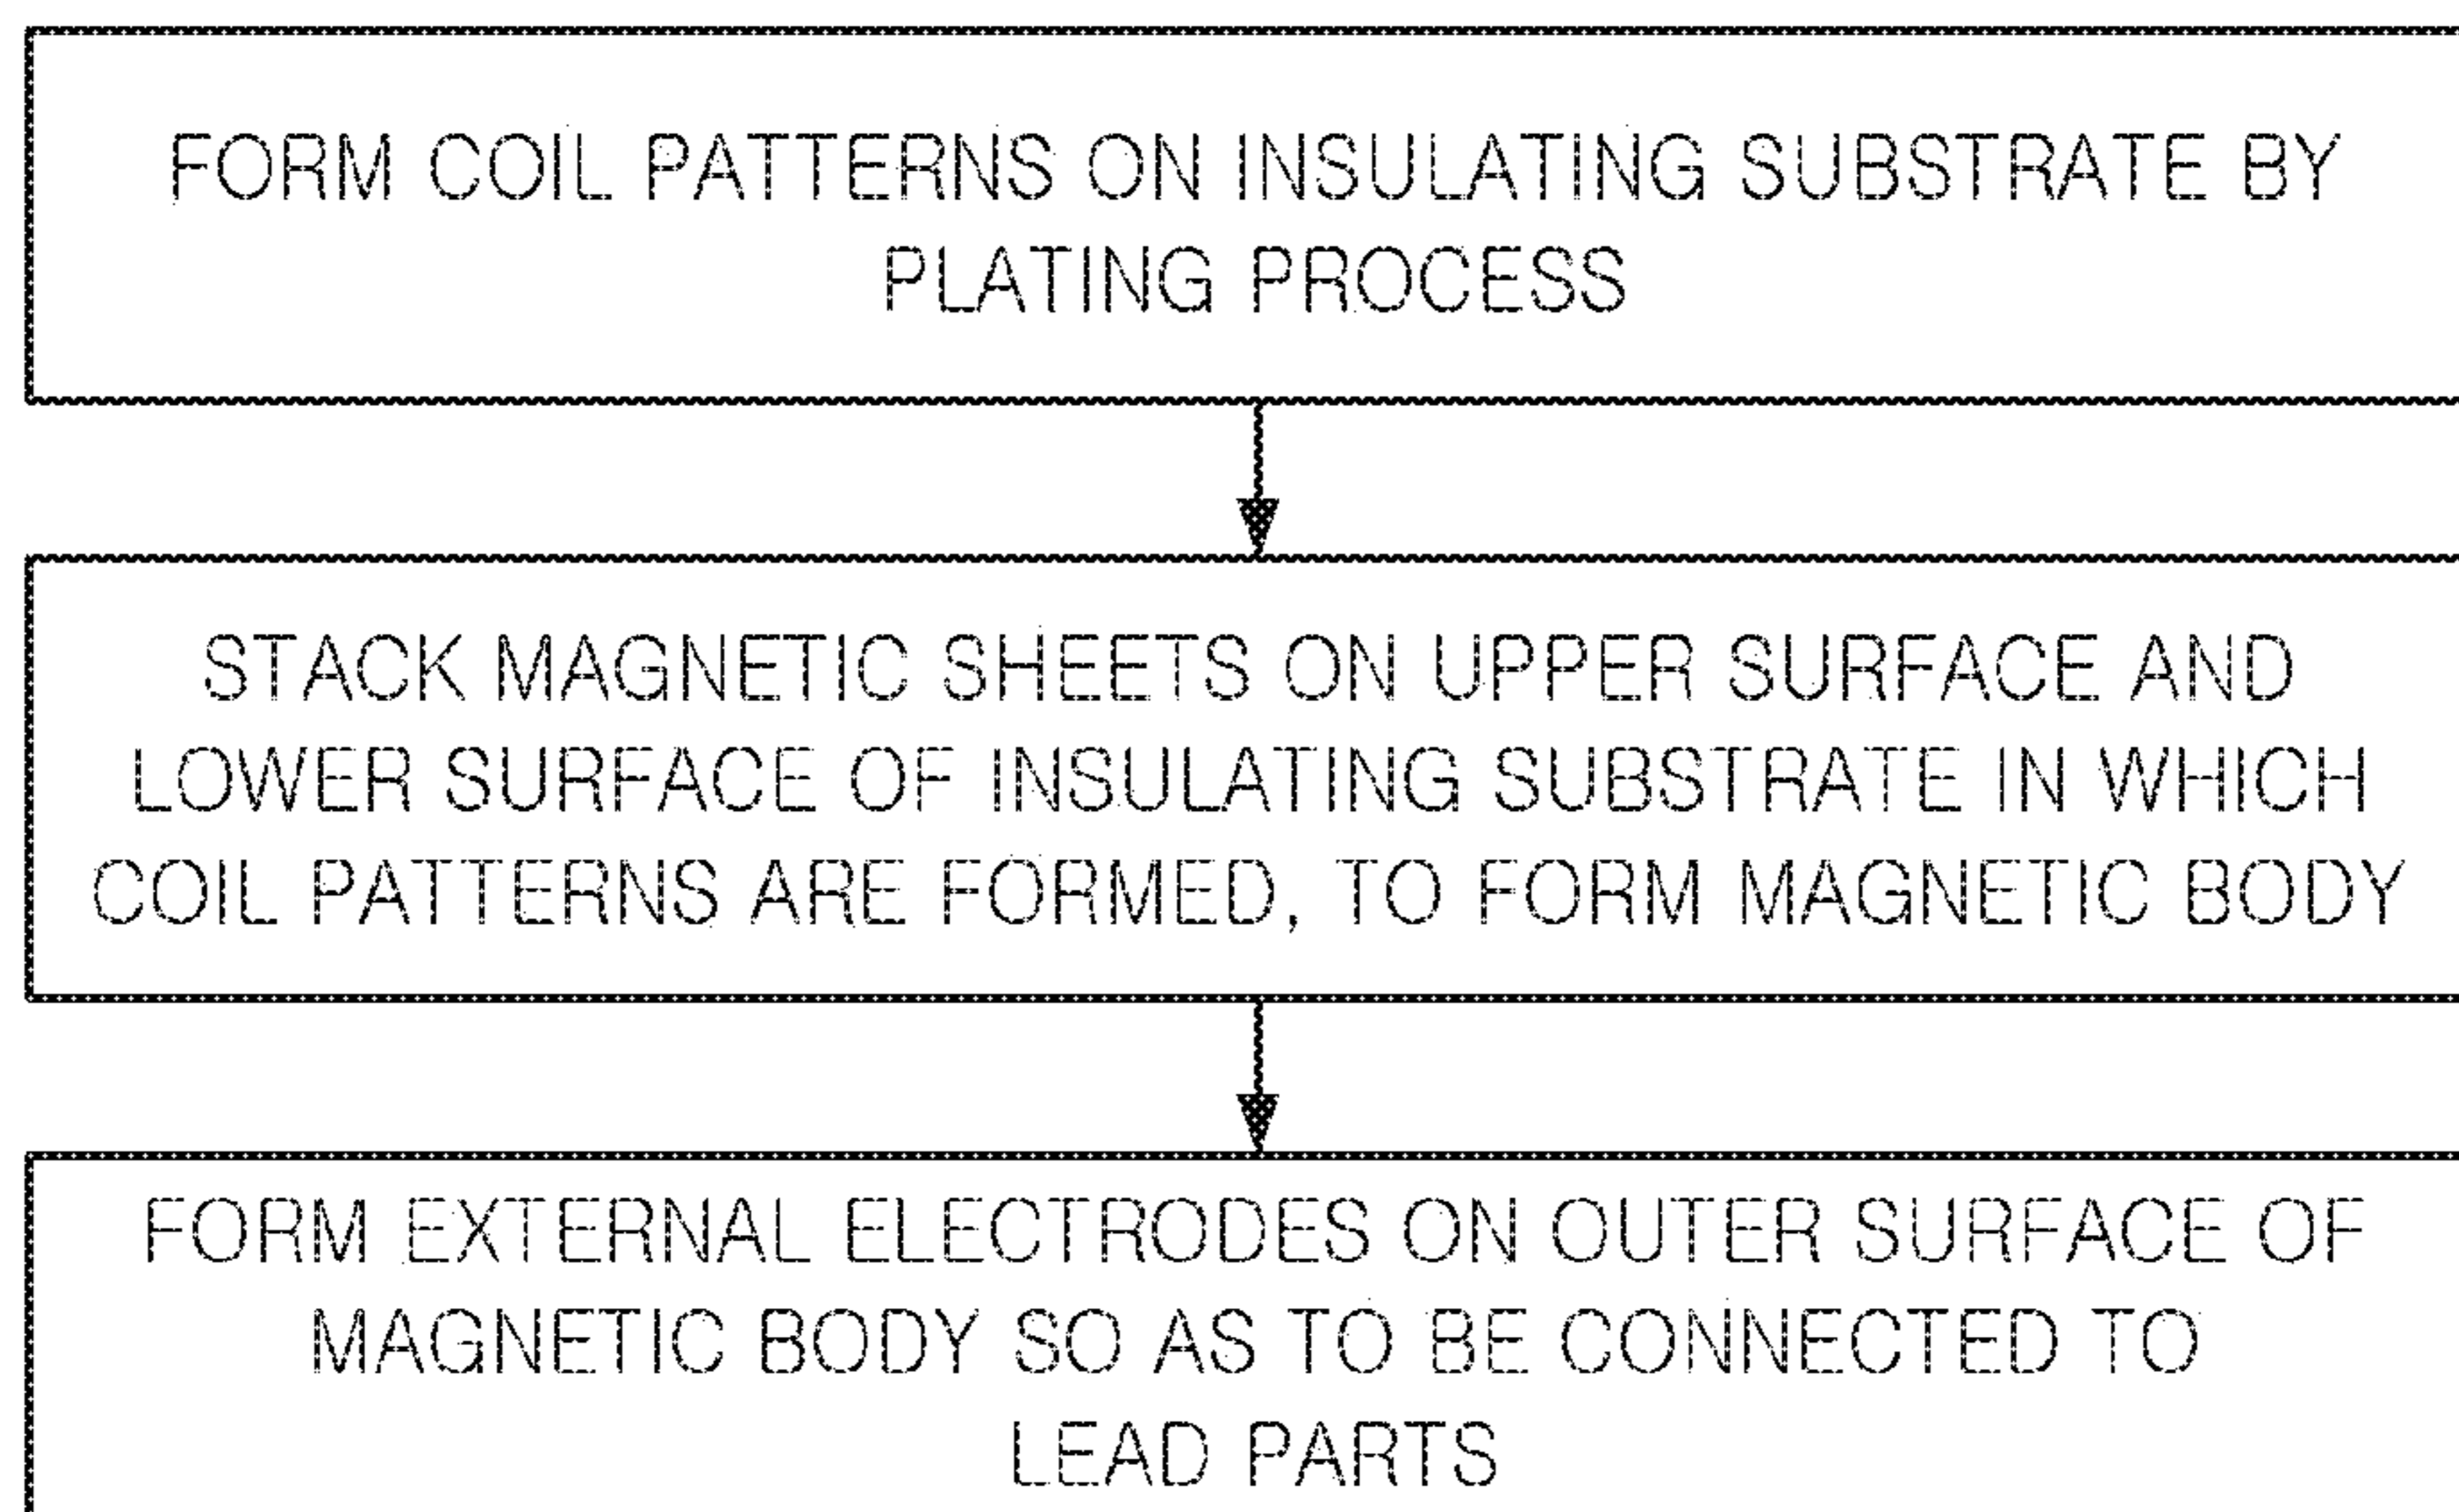 FORM COIL PATTERNS ON INSULATING SUBSTRATE BY
PLATING PROCESS
STACK MAGNETIC SHEETS ON UPPER SURFACE AND
LOWER SURFACE OF INSULATING SUBSTRATE IN WHICH
COIL PATTERNS ARE FORMED, TO FORM MAGNETIC BODY
FORM EXTERNAL ELECTRODES ON OUTER SURFACE OF
MAGNETIC BODY SO AS TO BE CONNECTED TO
LEAD PARTS